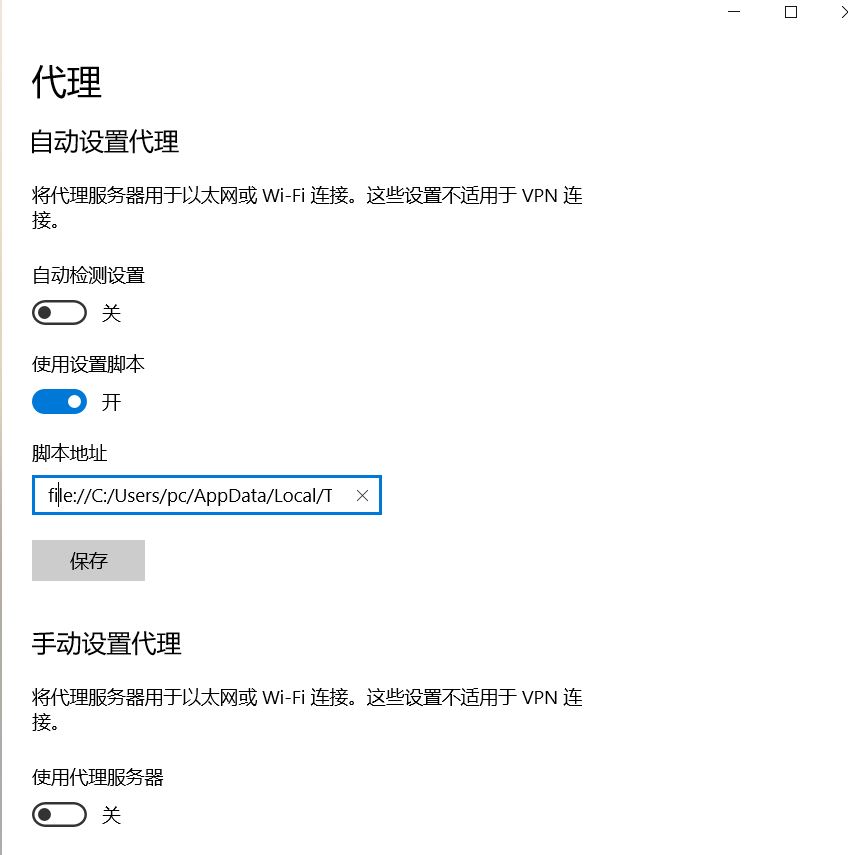 代理
自动设置代理
将代理服务器用于以太网或 Wi-Fi 连接。这些设置不适用于 VPN 连
接。
自动检测设置
关
使用设置脚本
开
脚本地址
file://C:/Users/pc/AppData/Local/T
保存
手动设置代理
将代理服务器用于以太网或 Wi-Fi 连接。这些设置不适用于 VPN 连
接。
使用代理服务器
关